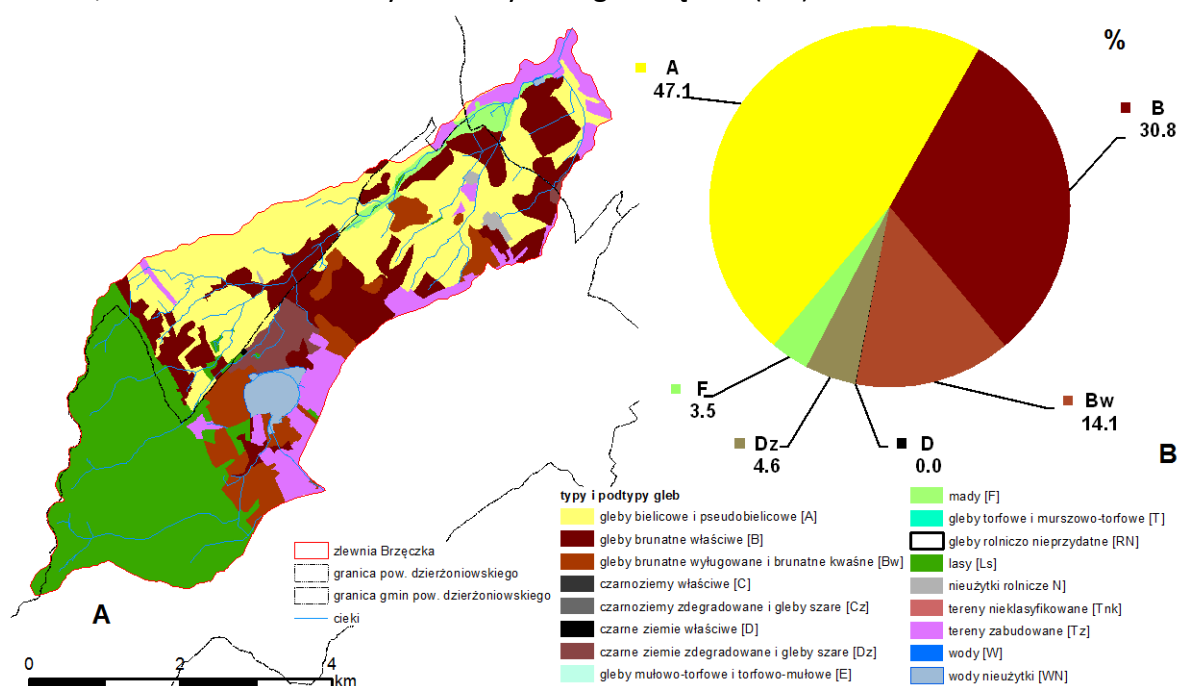 %
A
47.1
B
30.8
F
3.5
Dz
4.6
D
0.0
Bw
14.1
B
typy i podtypy gleb
gleby bielicowe i pseudobielicowe [A]
gleby brunatne właściwe [B]
gleby brunatne wyługowane i brunatne kwaśne [Bw]
czarnoziemy właściwe [C]
czarnoziemy zdegradowane i gleby szare [Cz]
czarne ziemie właściwe [D]
czarne ziemie zdegradowane i gleby szare [Dz]
gleby mułowo-torfowe i torfowo-mułowe [E]
mady [F]
gleby torfowe i murszowo-torfowe [T]
gleby rolniczo nieprzydatne [RN]
lasy [Ls]
nieużytki rolnicze N]
tereny nieklasyfikowane [Tnk]
tereny zabudowane [Tz]
wody [W]
wody nieużytki [WN]
zlewnia Brzęczka
granica pow. dzierżoniowskiego
granica gmin pow. dzierżoniowskiego
cieki
A
0 2 4
km